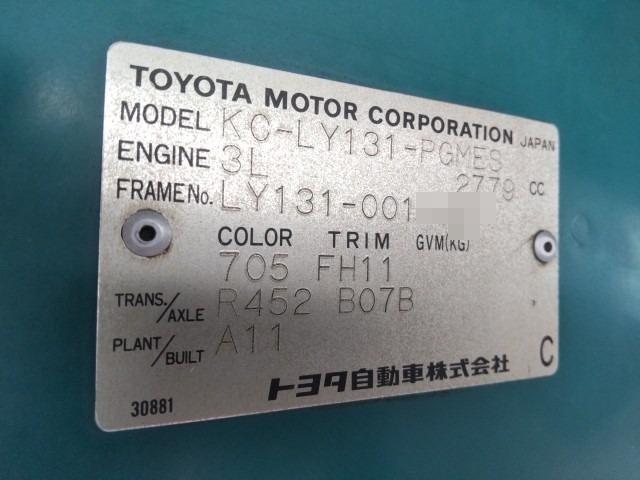 TOYOTA MOTOR CORPORATION JAPAN
MODEL KC-LY131-PGMES
ENGINE 3L 2779 CC
FRAME No. LY131-001
COLOR TRIM GVM(KG)
705 FH11
TRANS./AXLE R452 B07B
PLANT/BUILT A11
トヨタ自動車株式会社 C
30881